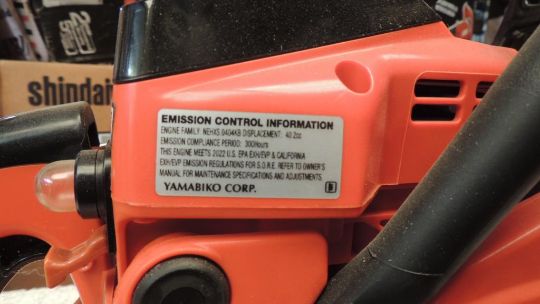 shindai
EMISSION CONTROL INFORMATION
ENGINE FAMILY: NEHXS.0404KB DISPLACEMENT: 40.2cc
EMISSION COMPLIANCE PERIOD: 300Hours
THIS ENGINE MEETS 2022 U.S. EPA EXH/EVP & CALIFORNIA
EXH/EVP EMISSION REGULATIONS FOR S.O.R.E. REFER TO OWNER'S
MANUAL FOR MAINTENANCE SPECIFICATIONS AND ADJUSTMENTS.
YAMABIKO CORP.